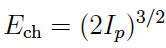 E_ch = (2I_p)^{3/2}